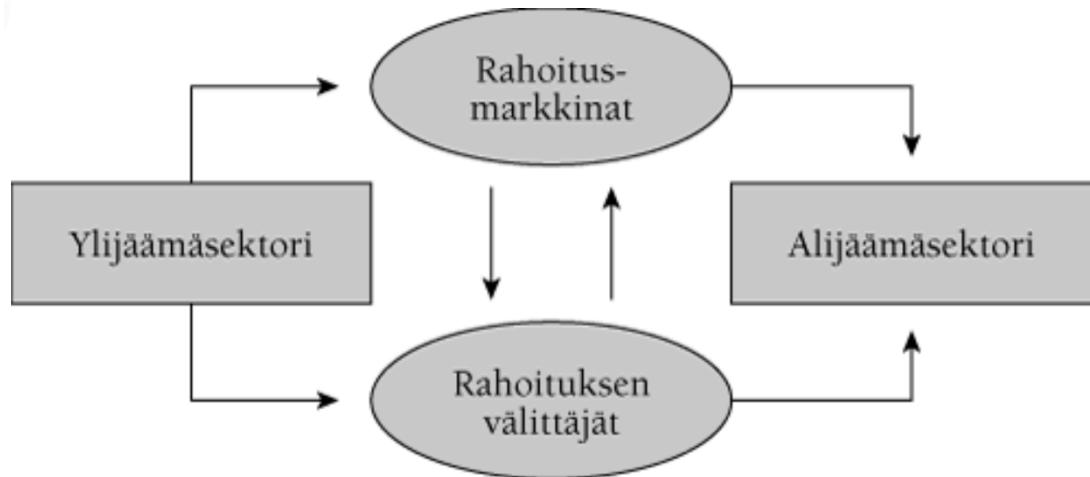 Rahoitus-
markkinat
Ylijäämäsektori
Alijäämäsektori
Rahoituksen
välittäjät